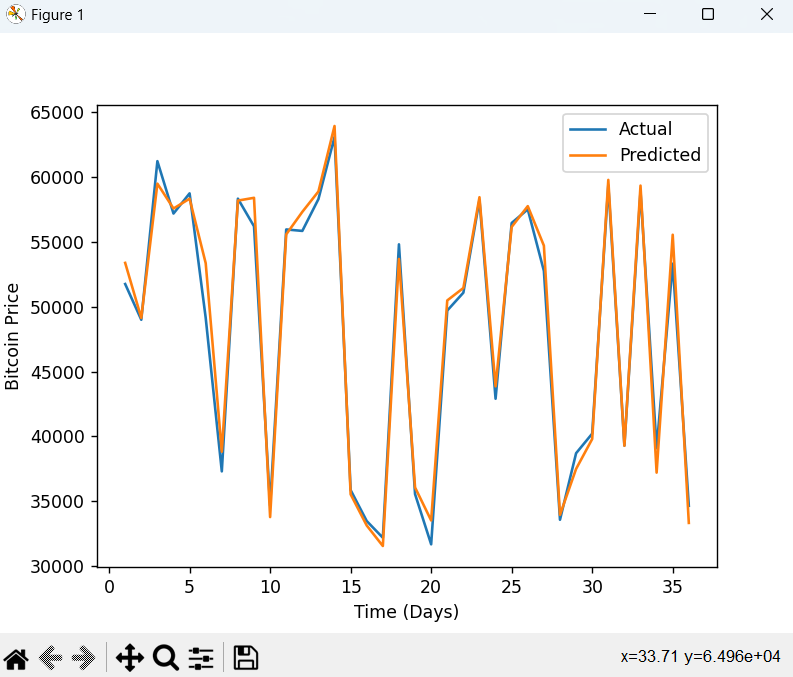 Figure 1
65000
60000
55000
50000
45000
40000
35000
30000
Bitcoin Price
Actual
Predicted
0 5 10 15 20 25 30 35
Time (Days)
x=33.71 y=6.496e+04